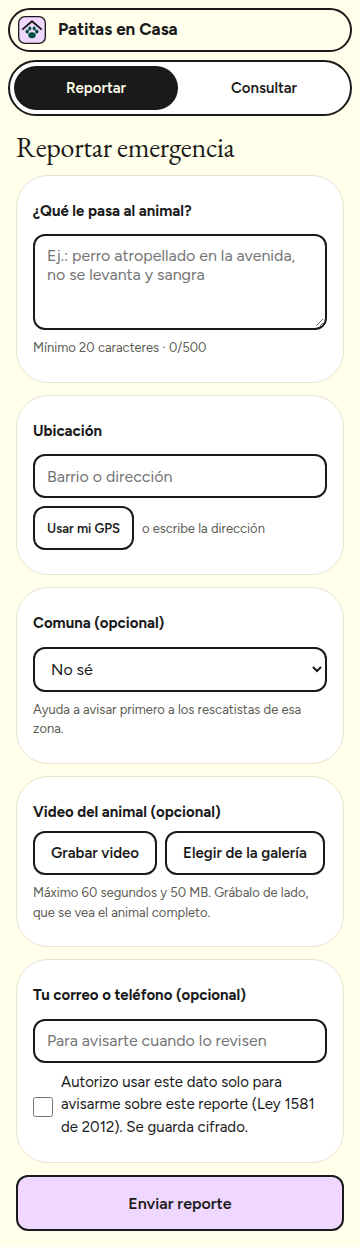 Patitas en Casa
Reportar
Consultar
Reportar emergencia
¿Qué le pasa al animal?
Ej.: perro atropellado en la avenida,
no se levanta y sangra
Mínimo 20 caracteres · 0/500
Ubicación
Barrio o dirección
Usar mi GPS
o escribe la dirección
Comuna (opcional)
No sé
Ayuda a avisar primero a los rescatistas de esa
zona.
Video del animal (opcional)
Grabar video
Elegir de la galería
Máximo 60 segundos y 50 MB. Grábalo de lado,
que se vea el animal completo.
Tu correo o teléfono (opcional)
Para avisarte cuando lo revisen
Autorizo usar este dato solo para
avisarme sobre este reporte (Ley 1581
de 2012). Se guarda cifrado.
Enviar reporte